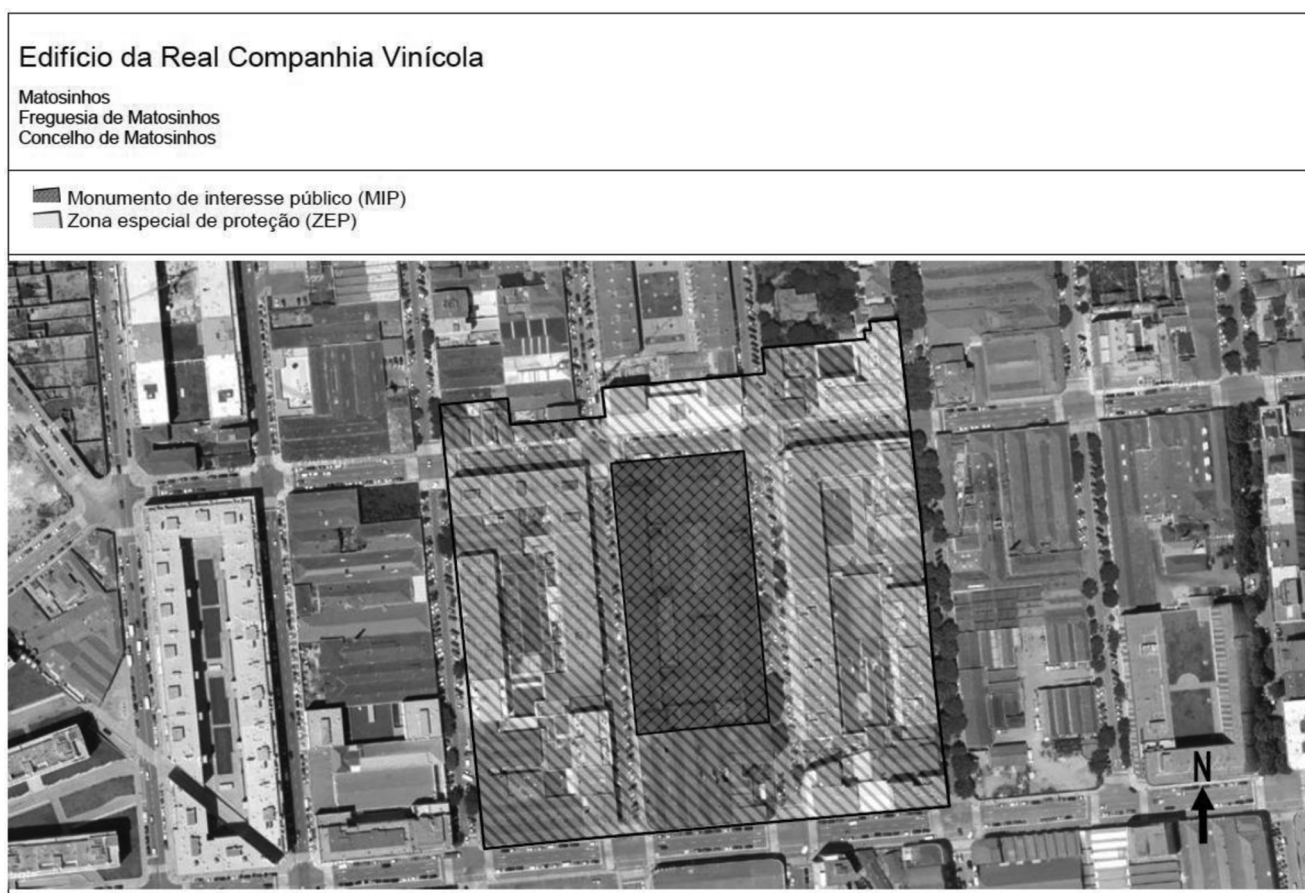 Edifício da Real Companhia Vinícola
Matosinhos
Freguesia de Matosinhos
Concelho de Matosinhos
Monumento de interesse público (MIP)
Zona especial de proteção (ZEP)
N